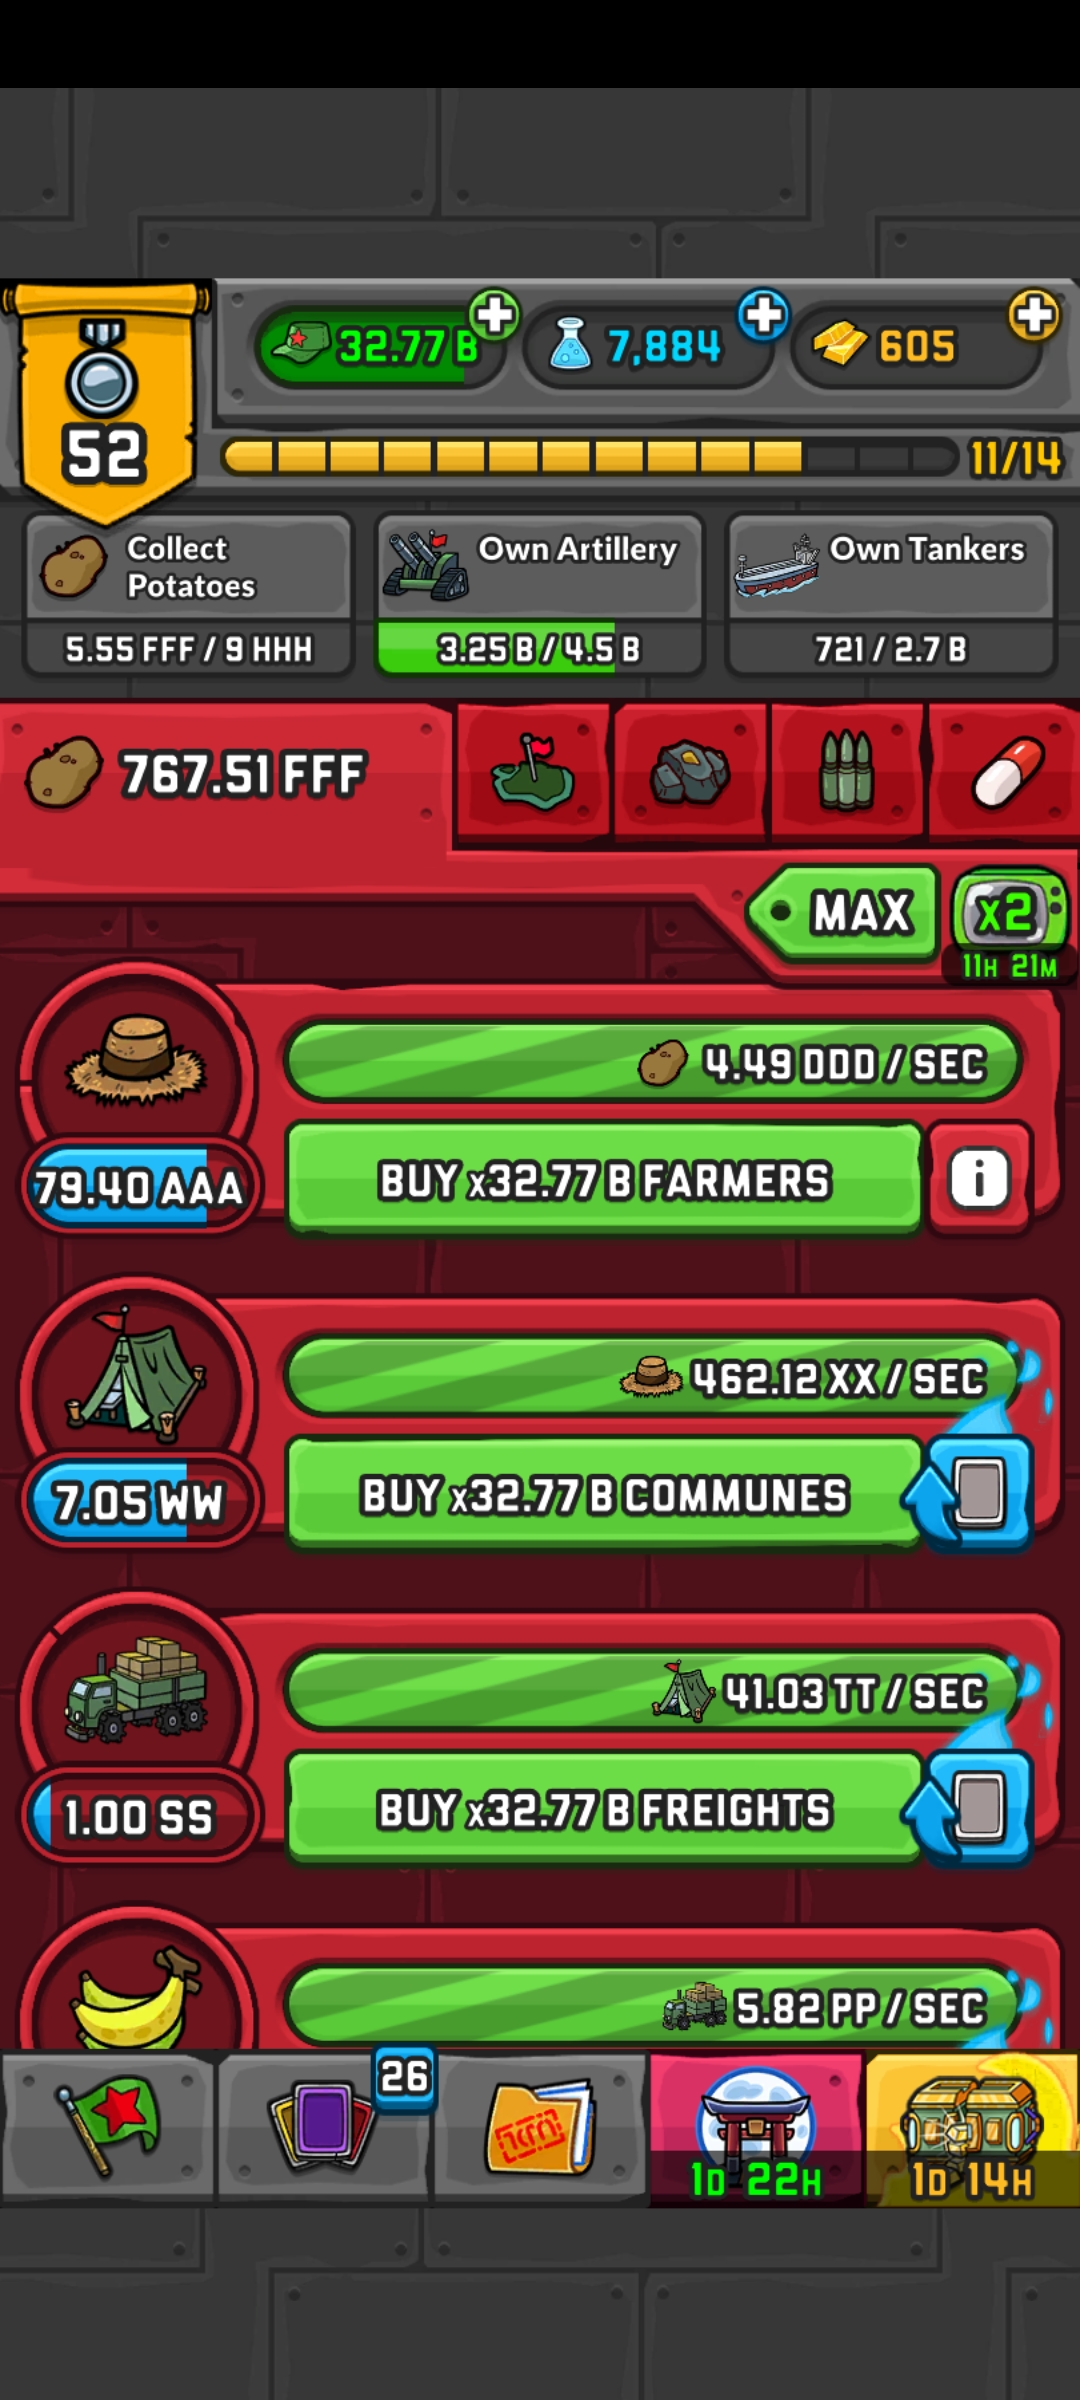 32.77 B
7,884
605
52
11/14
Collect
Potatoes
5.55 FFF / 9 HHH
Own Artillery
3.25 B / 4.5 B
Own Tankers
721 / 2.7 B
767.51 FFF
MAX
x2
11H 21M
4.49 DDD / SEC
79.40 AAA
BUY x32.77 B FARMERS
i
462.12 XX / SEC
7.05 WW
BUY x32.77 B COMMUNES
41.03 TT / SEC
1.00 SS
BUY x32.77 B FREIGHTS
5.82 PP / SEC
26
1D 22H
1D 14H